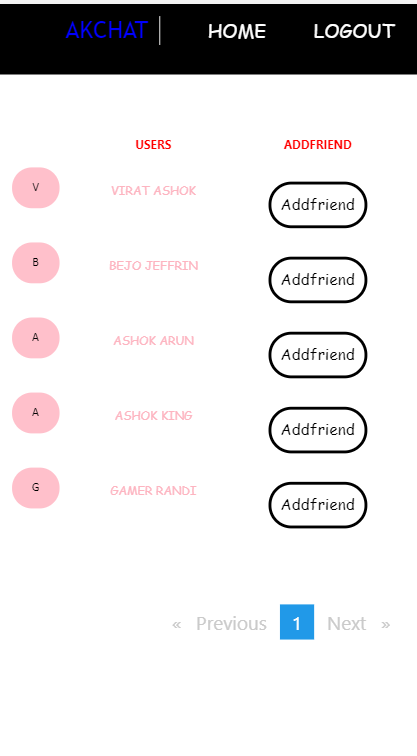 AKCHAT HOME LOGOUT
USERS ADDFRIEND
V VIRAT ASHOK Addfriend
B BEJO JEFFRIN Addfriend
A ASHOK ARUN Addfriend
A ASHOK KING Addfriend
G GAMER RANDI Addfriend
« Previous 1 Next »